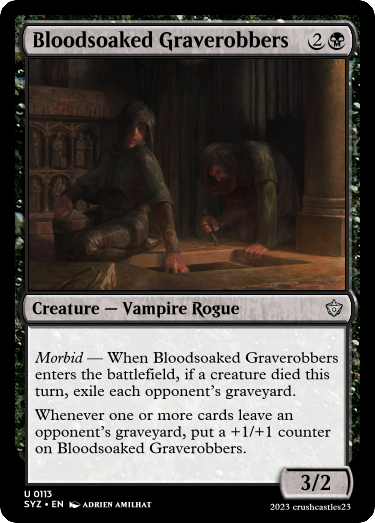 Bloodsoaked Graverobbers 2
Creature — Vampire Rogue
Morbid — When Bloodsoaked Graverobbers
enters the battlefield, if a creature died this
turn, exile each opponent's graveyard.
Whenever one or more cards leave an
opponent's graveyard, put a +1/+1 counter
on Bloodsoaked Graverobbers.
3/2
U 0113
SYZ • EN ADRIEN AMILHAT
2023 crushcastles23